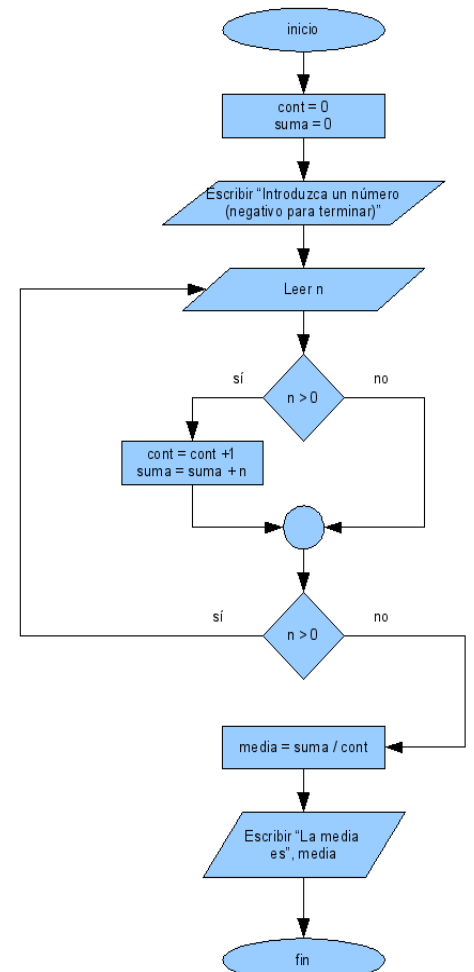 inicio
cont = 0
suma = 0
Escribir “Introduzca un número
(negativo para terminar)”
Leer n
sí
no
n > 0
cont = cont +1
suma = suma + n
sí
no
n > 0
media = suma / cont
Escribir “La media
es”, media
fin